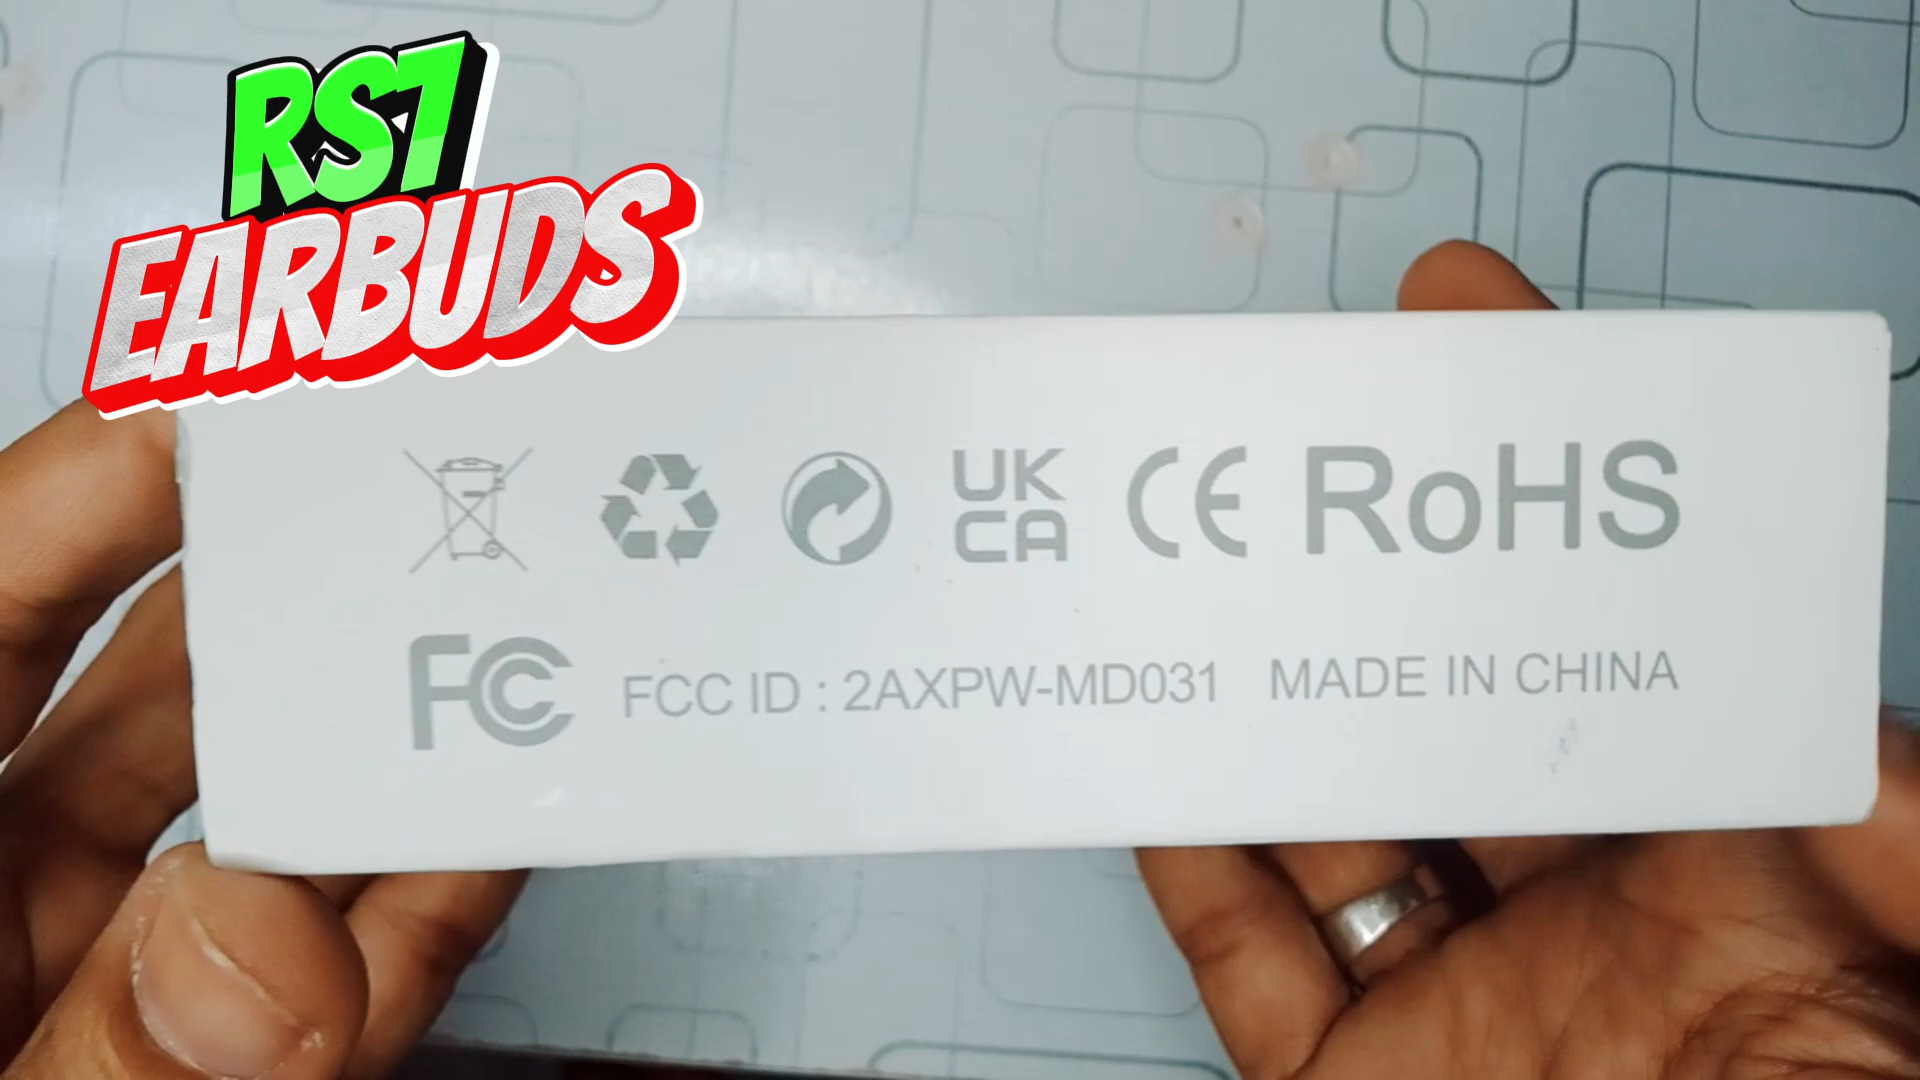 RS7
EARBUDS
UK
CA
CE
RoHS
FC
FCC ID : 2AXPW-MD031
MADE IN CHINA